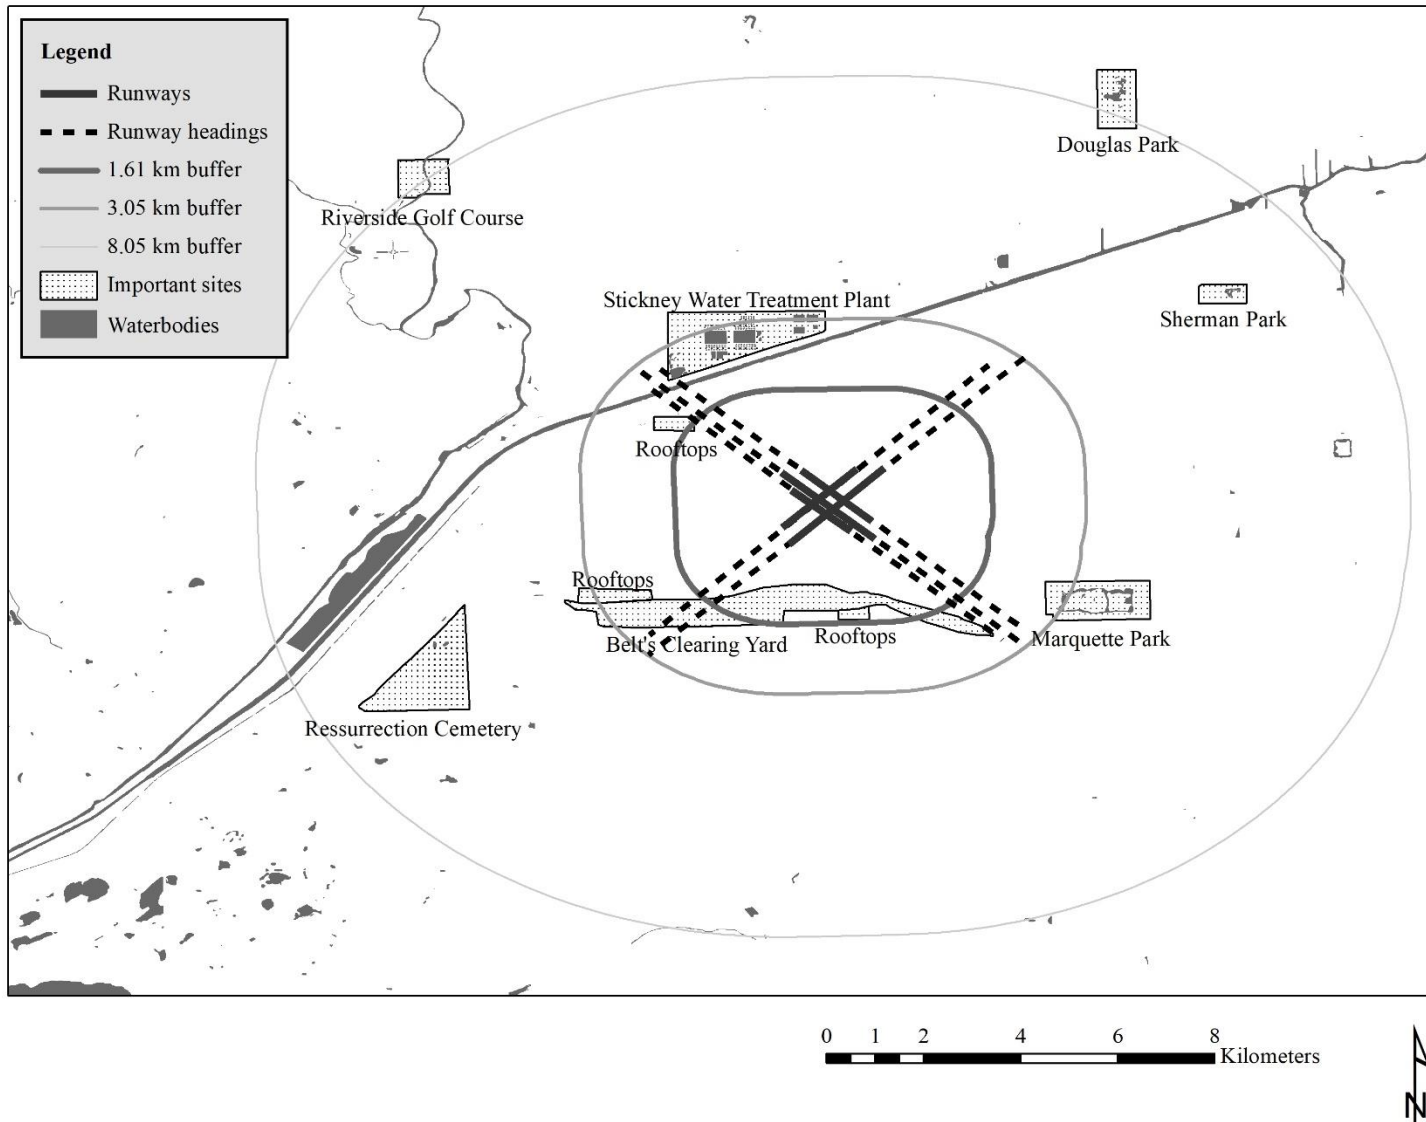 Legend
Runways
Runway headings
1.61 km buffer
3.05 km buffer
8.05 km buffer
Important sites
Waterbodies
Douglas Park
Riverside Golf Course
Stickney Water Treatment Plant
Sherman Park
Rooftops
Rooftops
Rooftops
Belt's Clearing Yard
Marquette Park
Ressurrection Cemetery
0 1 2 4 6 8
Kilometers
N